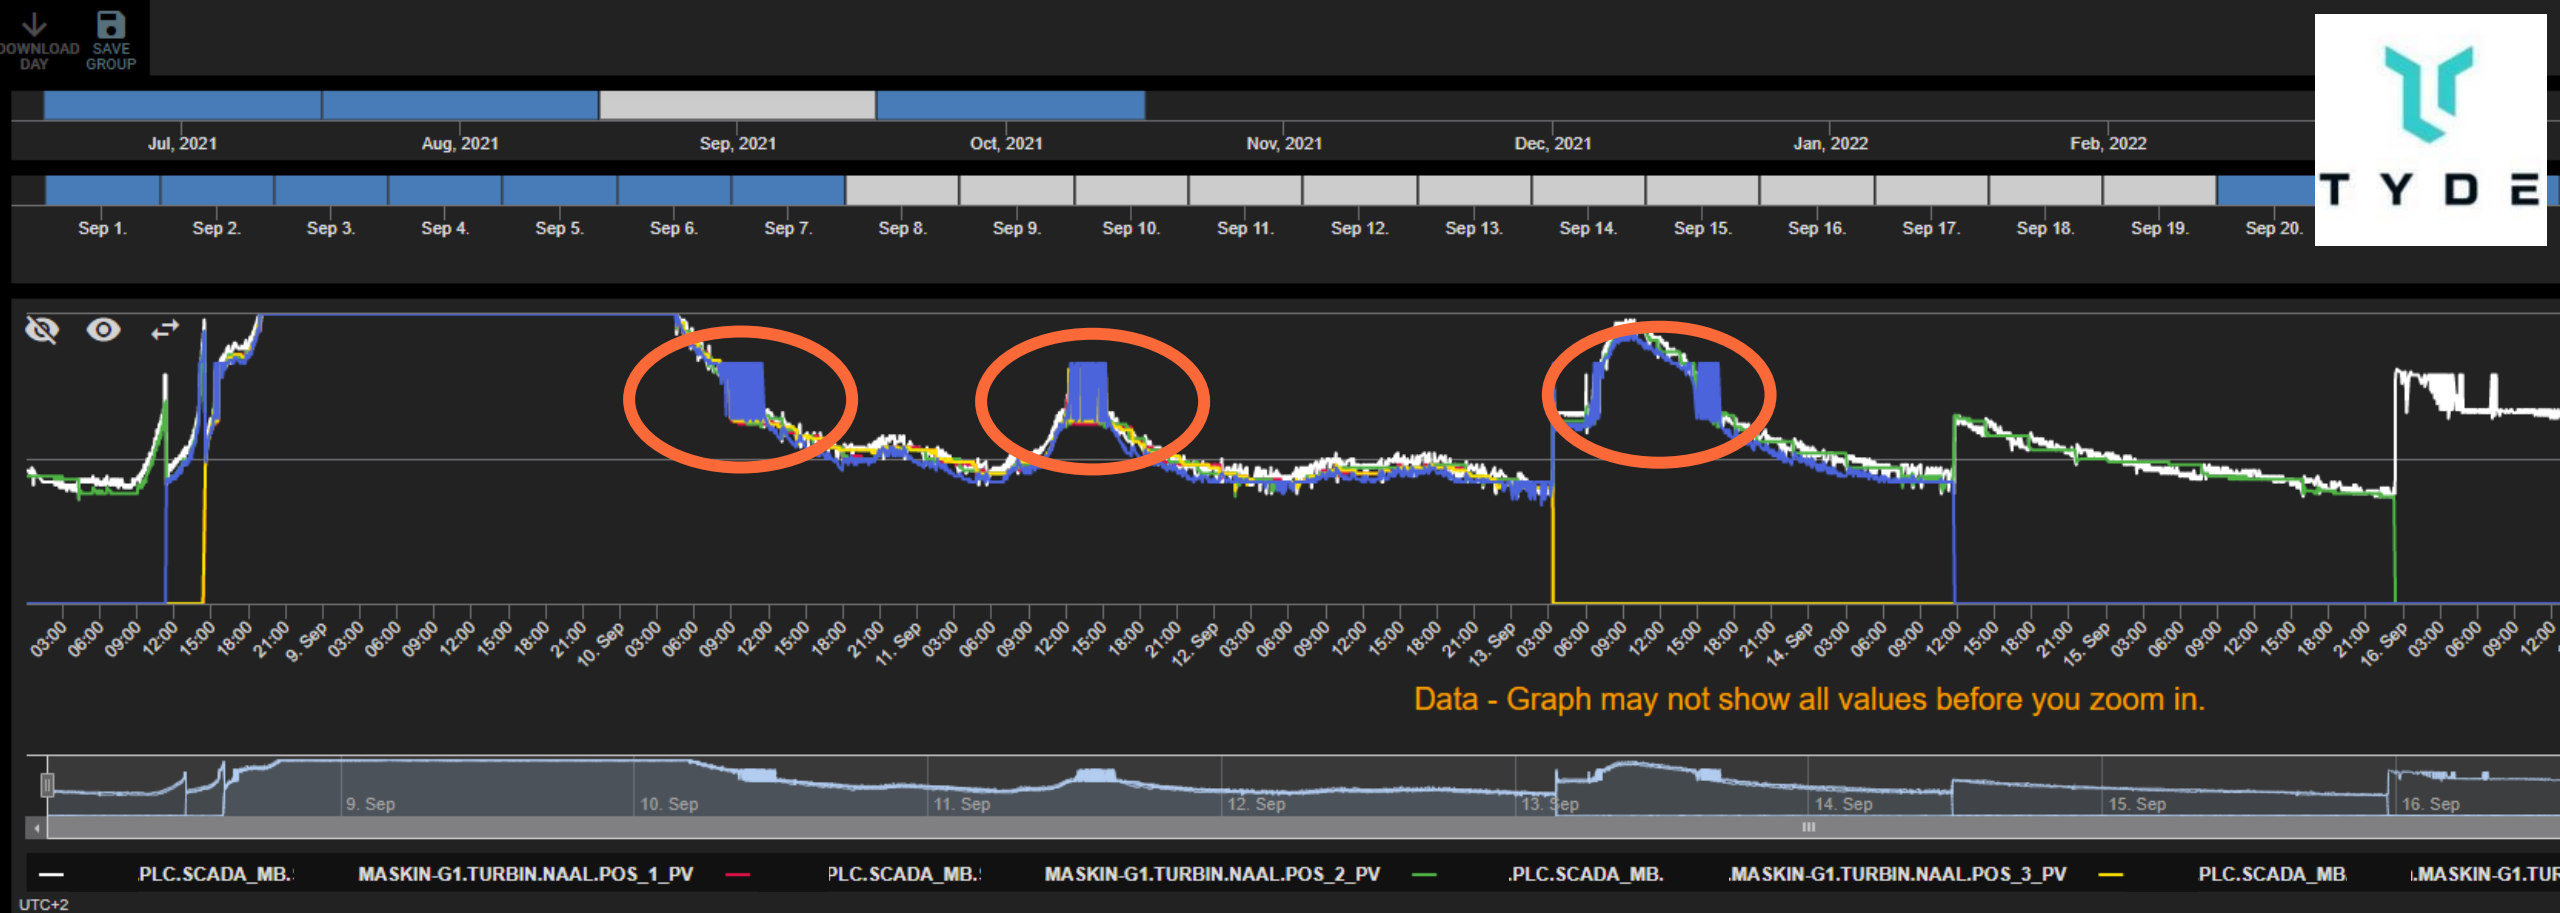 DOWNLOAD DAY
SAVE GROUP
Jul, 2021 Aug, 2021 Sep, 2021 Oct, 2021 Nov, 2021 Dec, 2021 Jan, 2022 Feb, 2022
TYDE
Sep 1. Sep 2. Sep 3. Sep 4. Sep 5. Sep 6. Sep 7. Sep 8. Sep 9. Sep 10. Sep 11. Sep 12. Sep 13. Sep 14. Sep 15. Sep 16. Sep 17. Sep 18. Sep 19. Sep 20.
03:00 06:00 09:00 12:00 15:00 18:00 21:00 9. Sep 03:00 06:00 09:00 12:00 15:00 18:00 21:00 10. Sep 03:00 06:00 09:00 12:00 15:00 18:00 21:00 11. Sep 03:00 06:00 09:00 12:00 15:00 18:00 21:00 12. Sep 03:00 06:00 09:00 12:00 15:00 18:00 21:00 13. Sep 03:00 06:00 09:00 12:00 15:00 18:00 21:00 14. Sep 03:00 06:00 09:00 12:00 15:00 18:00 21:00 15. Sep 03:00 06:00 09:00 12:00 15:00 18:00 21:00 16. Sep 03:00 06:00 09:00 12:00
Data - Graph may not show all values before you zoom in.
9. Sep 10. Sep 11. Sep 12. Sep 13. Sep 14. Sep 15. Sep 16. Sep
.PLC.SCADA_MB. MASKIN-G1.TURBIN.NAAL.POS_1_PV PLC.SCADA_MB. MASKIN-G1.TURBIN.NAAL.POS_2_PV .PLC.SCADA_MB. .MASKIN-G1.TURBIN.NAAL.POS_3_PV PLC.SCADA_MB. .MASKIN-G1.TUR
UTC+2